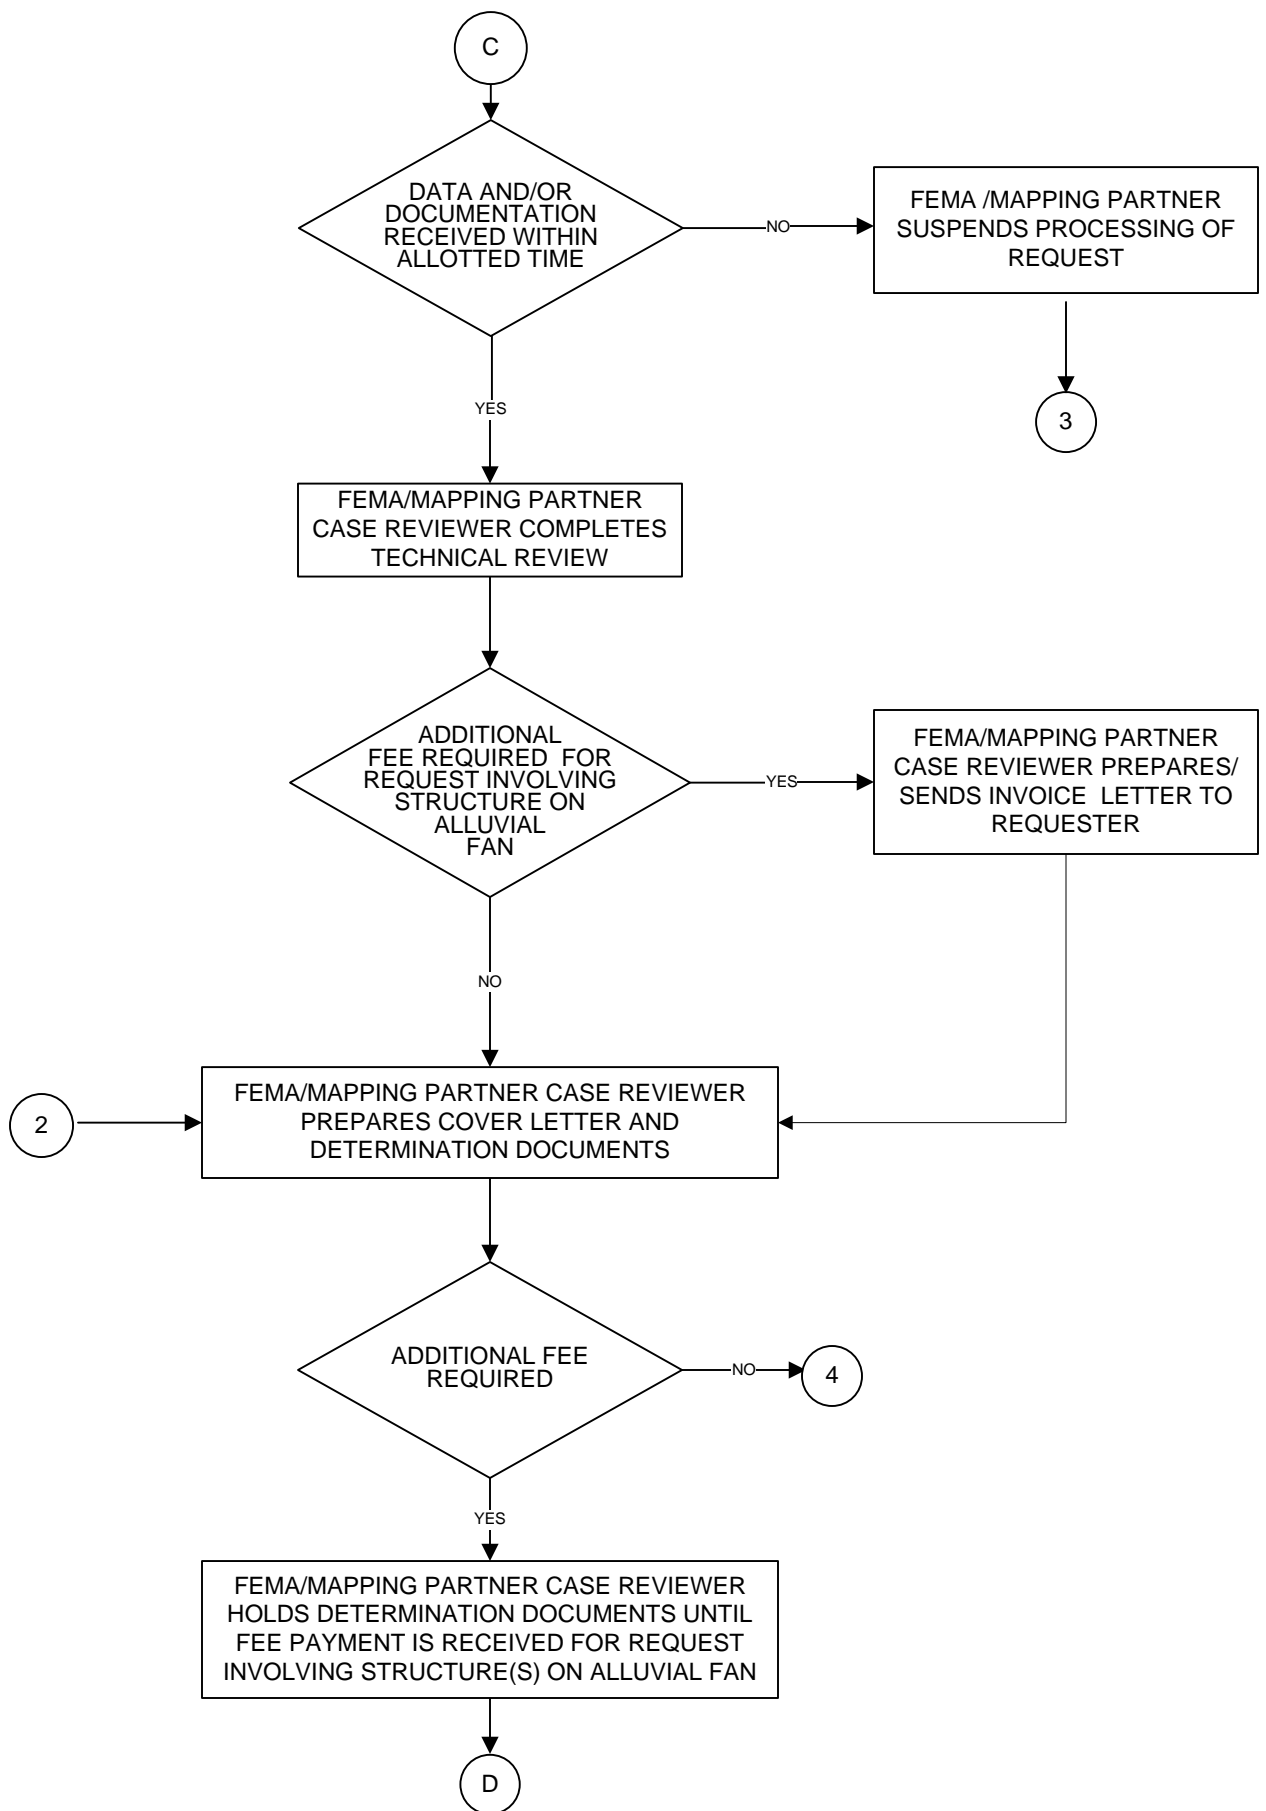 C
DATA AND/OR
DOCUMENTATION
RECEIVED WITHIN
ALLOTTED TIME
NO
FEMA /MAPPING PARTNER
SUSPENDS PROCESSING OF
REQUEST
3
YES
FEMA/MAPPING PARTNER
CASE REVIEWER COMPLETES
TECHNICAL REVIEW
ADDITIONAL
FEE REQUIRED  FOR
REQUEST INVOLVING
STRUCTURE ON
ALLUVIAL
FAN
YES
FEMA/MAPPING PARTNER
CASE REVIEWER PREPARES/
SENDS INVOICE  LETTER TO
REQUESTER
NO
2
FEMA/MAPPING PARTNER CASE REVIEWER
PREPARES COVER LETTER AND
DETERMINATION DOCUMENTS
ADDITIONAL FEE
REQUIRED
NO
4
YES
FEMA/MAPPING PARTNER CASE REVIEWER
HOLDS DETERMINATION DOCUMENTS UNTIL
FEE PAYMENT IS RECEIVED FOR REQUEST
INVOLVING STRUCTURE(S) ON ALLUVIAL FAN
D